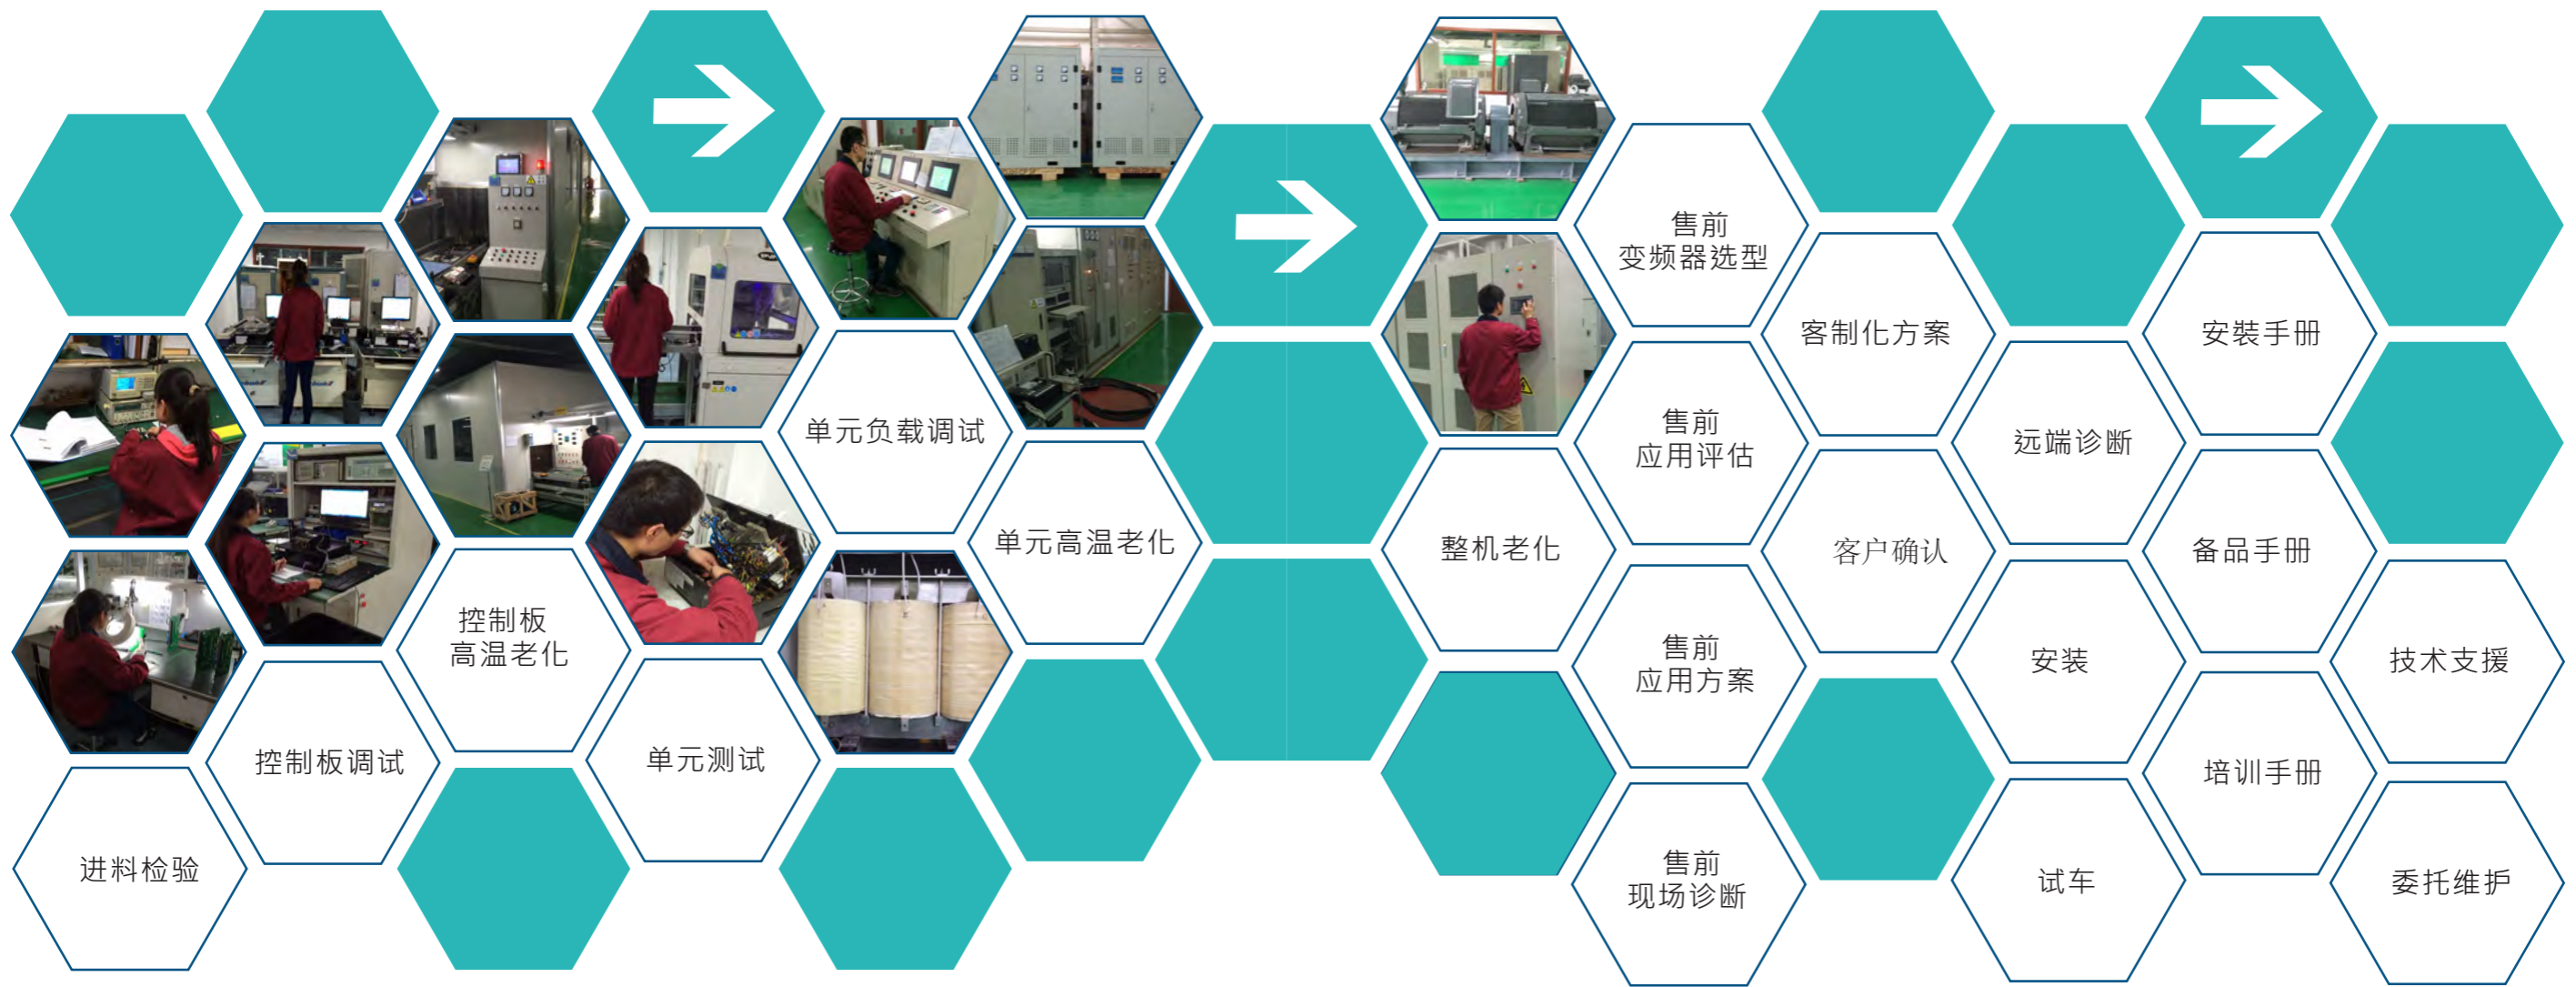 进料检验
控制板调试
控制板
高温老化
单元测试
单元负载调试
单元高温老化
整机老化
售前
变频器选型
售前
应用评估
售前
应用方案
售前
现场诊断
客制化方案
客户确认
远端诊断
安装
试车
安裝手册
备品手册
培训手册
技术支援
委托维护